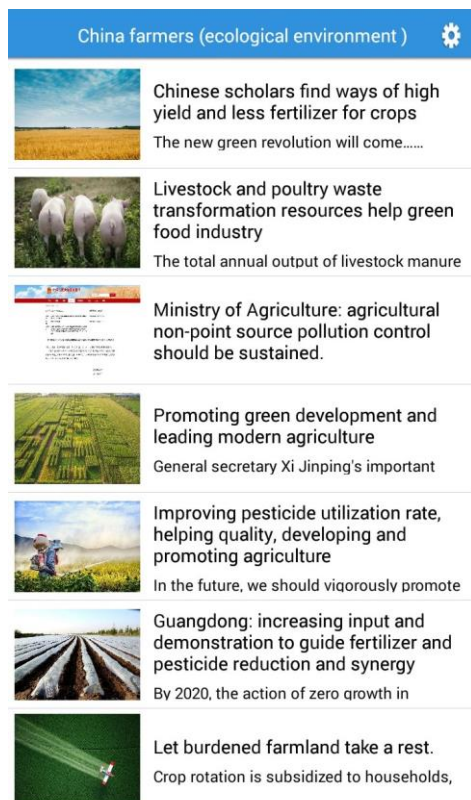 China farmers (ecological environment )
Chinese scholars find ways of high
yield and less fertilizer for crops
The new green revolution will come......
Livestock and poultry waste
transformation resources help green
food industry
The total annual output of livestock manure
Ministry of Agriculture: agricultural
non-point source pollution control
should be sustained.
Promoting green development and
leading modern agriculture
General secretary Xi Jinping's important
Improving pesticide utilization rate,
helping quality, developing and
promoting agriculture
In the future, we should vigorously promote
Guangdong: increasing input and
demonstration to guide fertilizer and
pesticide reduction and synergy
By 2020, the action of zero growth in
Let burdened farmland take a rest.
Crop rotation is subsidized to households,